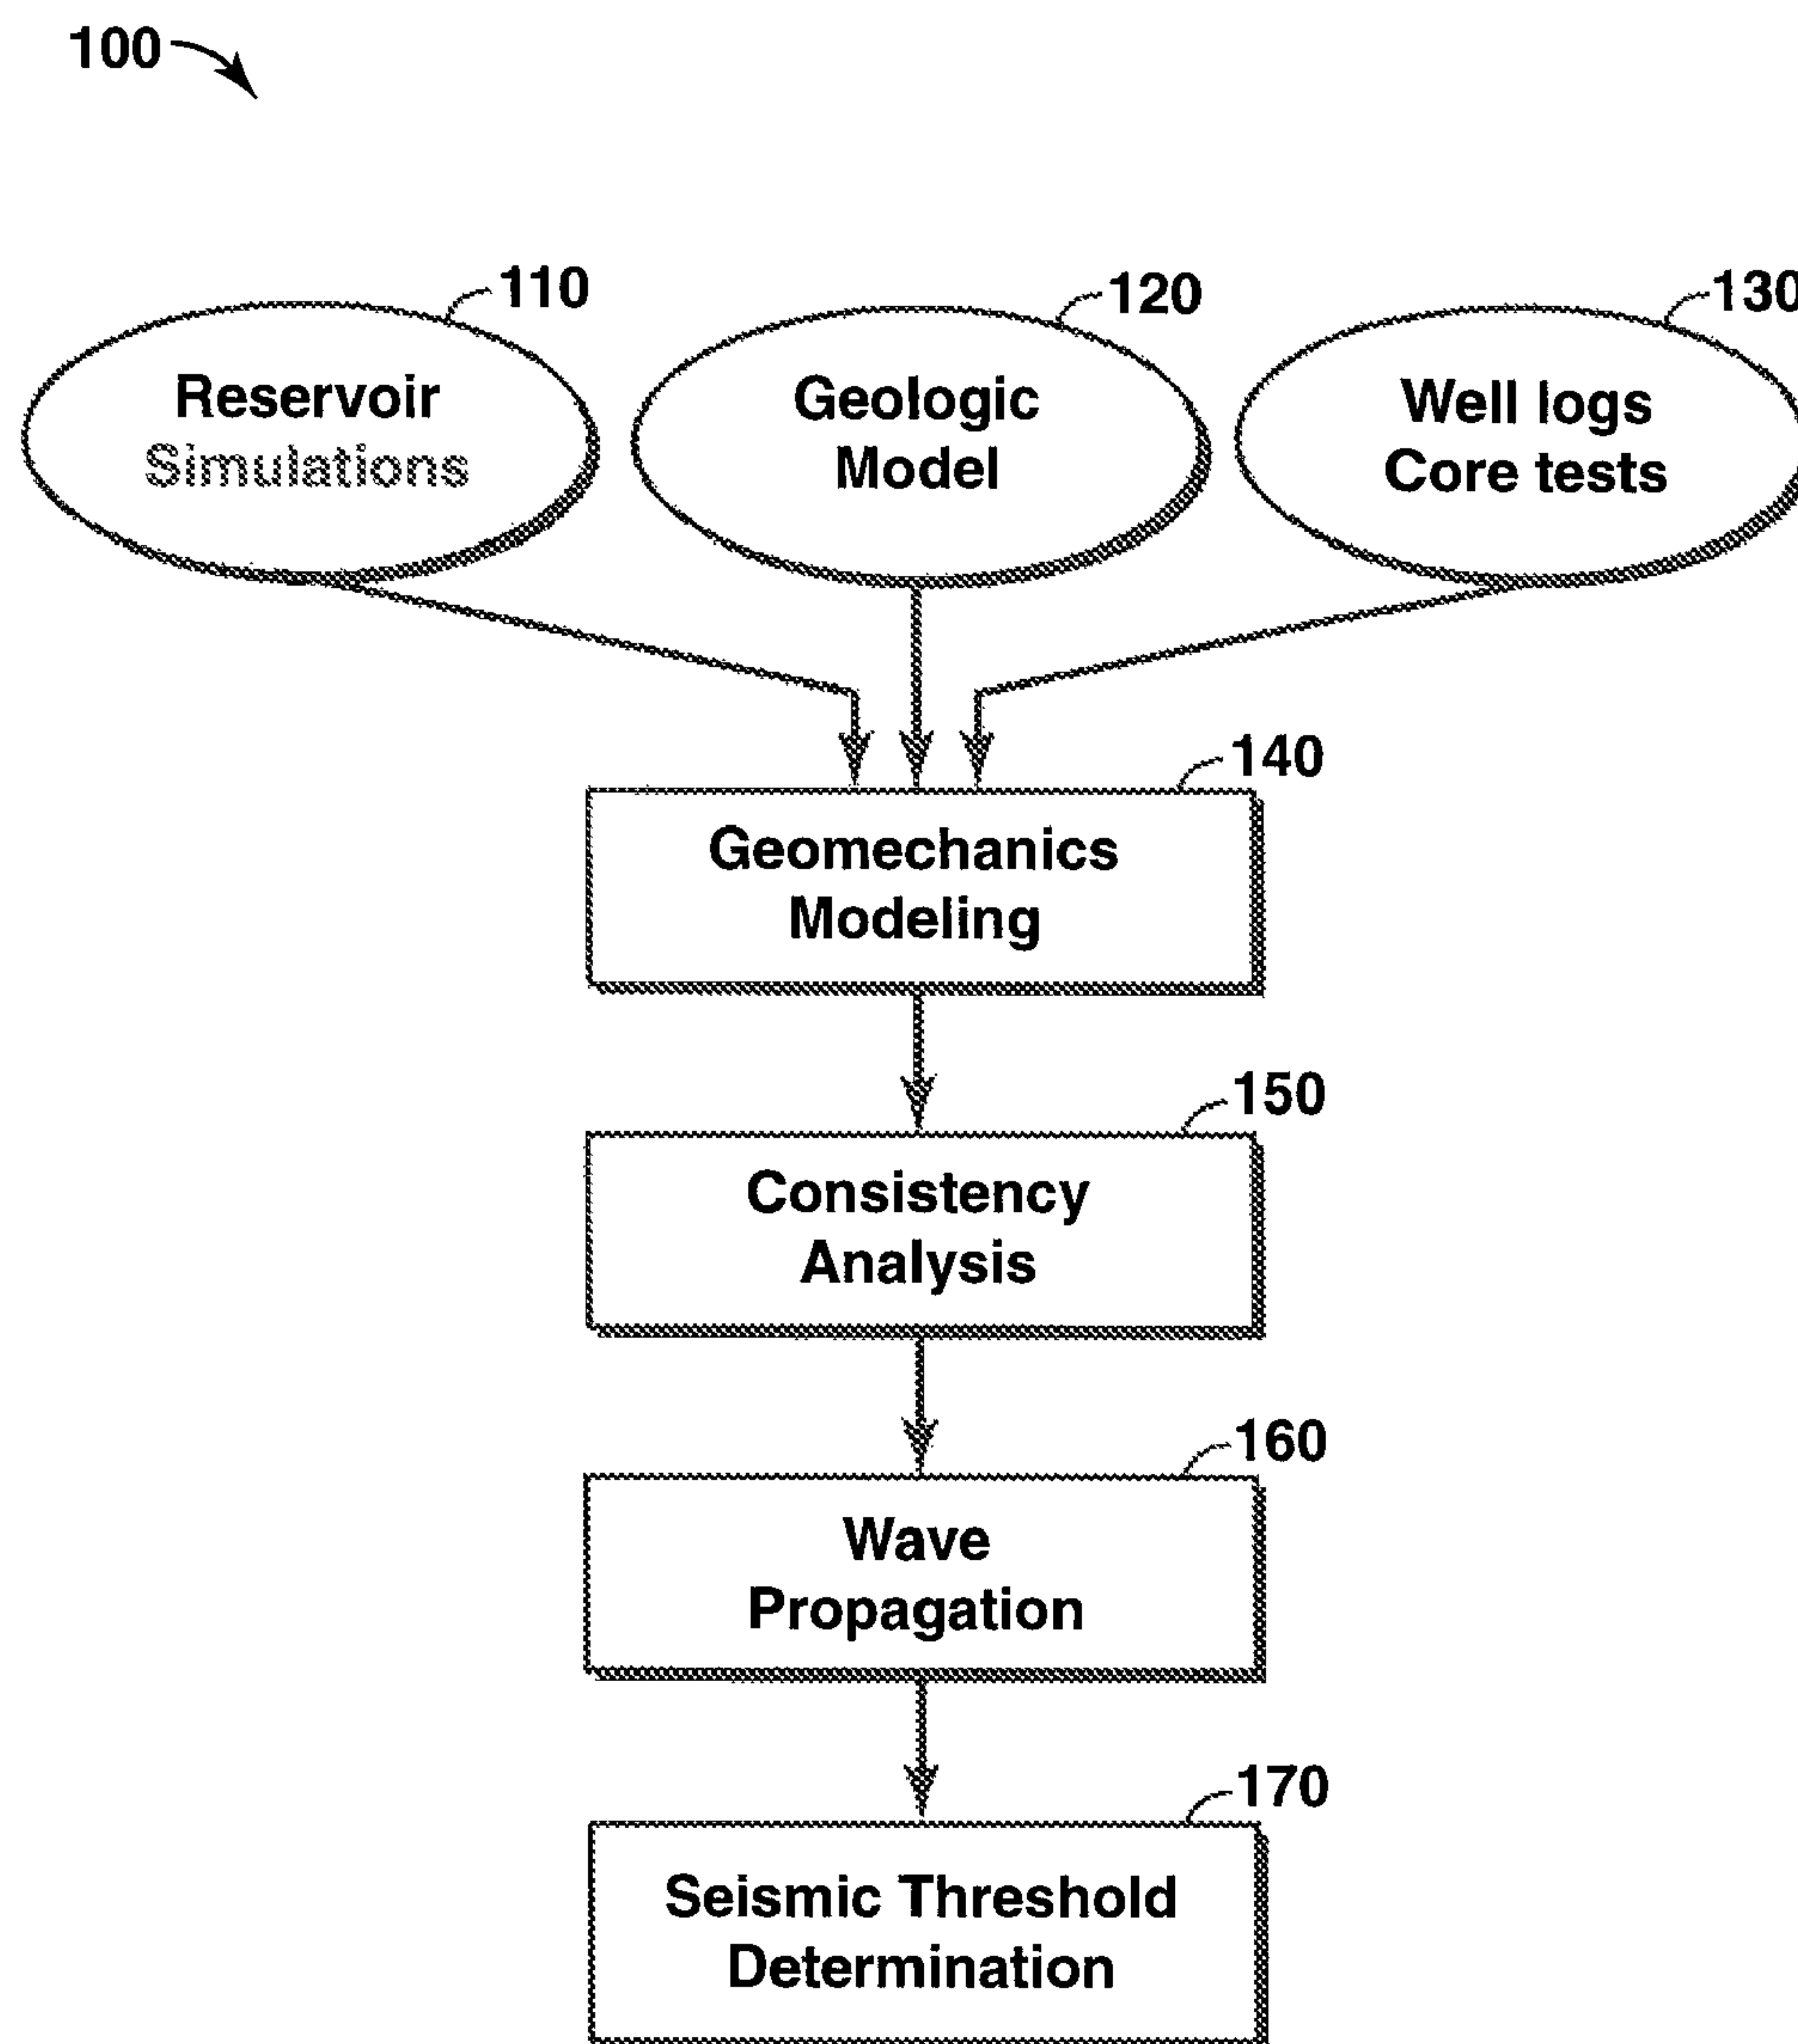 100
110
120
130
Reservoir
Simulations
Geologic
Model
Well logs
Core tests
140
Geomechanics
Modeling
150
Consistency
Analysis
160
Wave
Propagation
170
Seismic Threshold
Determination